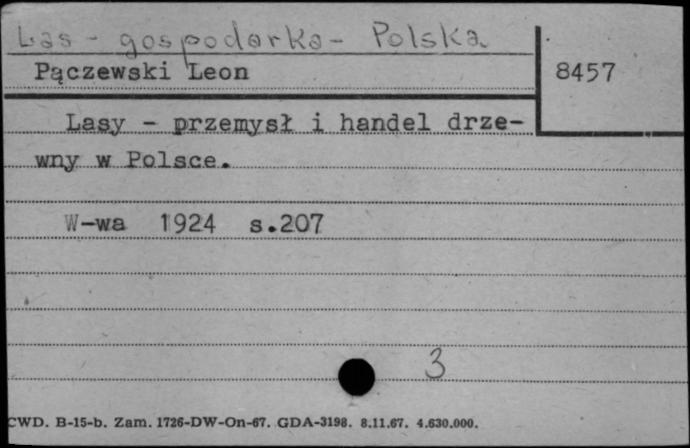 Las - gospodarka - Polska
Pączewski Leon
8457
Lasy - przemysł i handel drze-
wny w Polsce.
W-wa 1924 s.207
3
CWD. B-15-b. Zam. 1726-DW-On-67. GDA-3198. 8.11.67. 4.630.000.